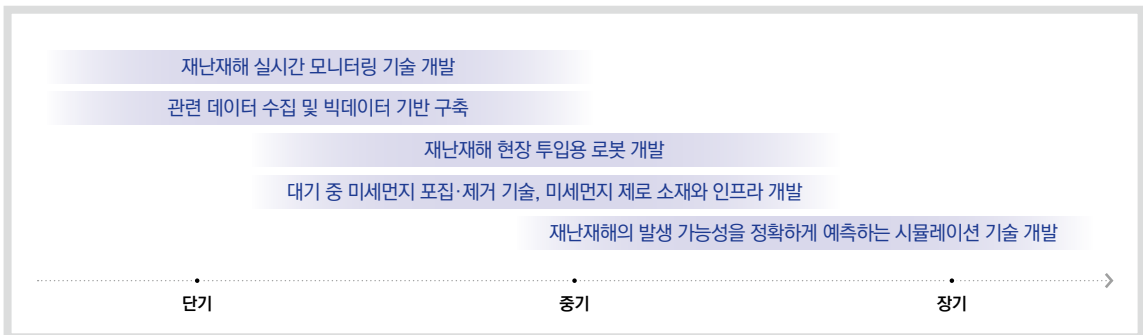 재난재해 실시간 모니터링 기술 개발
관련 데이터 수집 및 빅데이터 기반 구축
재난재해 현장 투입용 로봇 개발
대기 중 미세먼지 포집·제거 기술, 미세먼지 제로 소재와 인프라 개발
재난재해의 발생 가능성을 정확하게 예측하는 시뮬레이션 기술 개발
단기 중기 장기